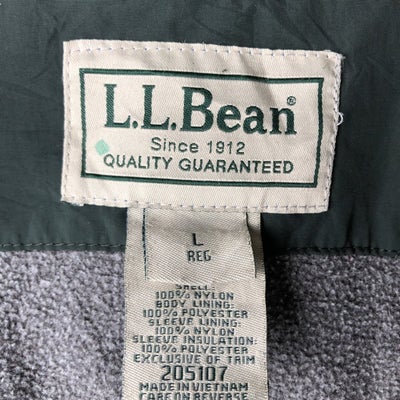 L.L.Bean®
Since 1912
QUALITY GUARANTEED
L
REG
SHELL:
100% NYLON
BODY LINING:
100% POLYESTER
SLEEVE LINING:
100% NYLON
SLEEVE INSULATION:
100% POLYESTER
EXCLUSIVE OF TRIM
205107
MADE IN VIETNAM
CARE ON REVERSE